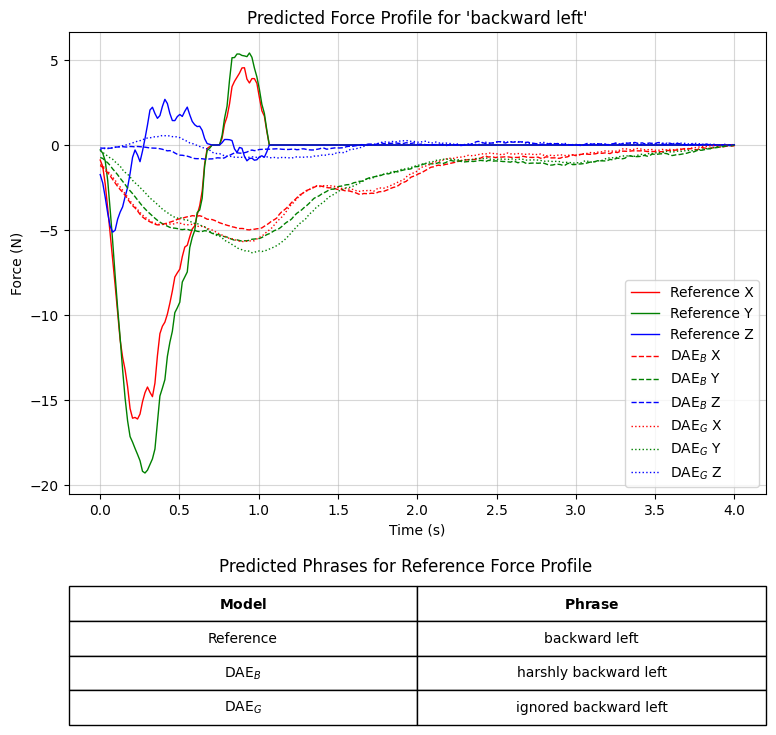 Predicted Force Profile for 'backward left'
Force (N)
5
0
−5
−10
−15
−20
0.0 0.5 1.0 1.5 2.0 2.5 3.0 3.5 4.0
Time (s)
Reference X
Reference Y
Reference Z
DAE_B X
DAE_B Y
DAE_B Z
DAE_G X
DAE_G Y
DAE_G Z
Predicted Phrases for Reference Force Profile
Model Phrase
Reference backward left
DAE_B harshly backward left
DAE_G ignored backward left